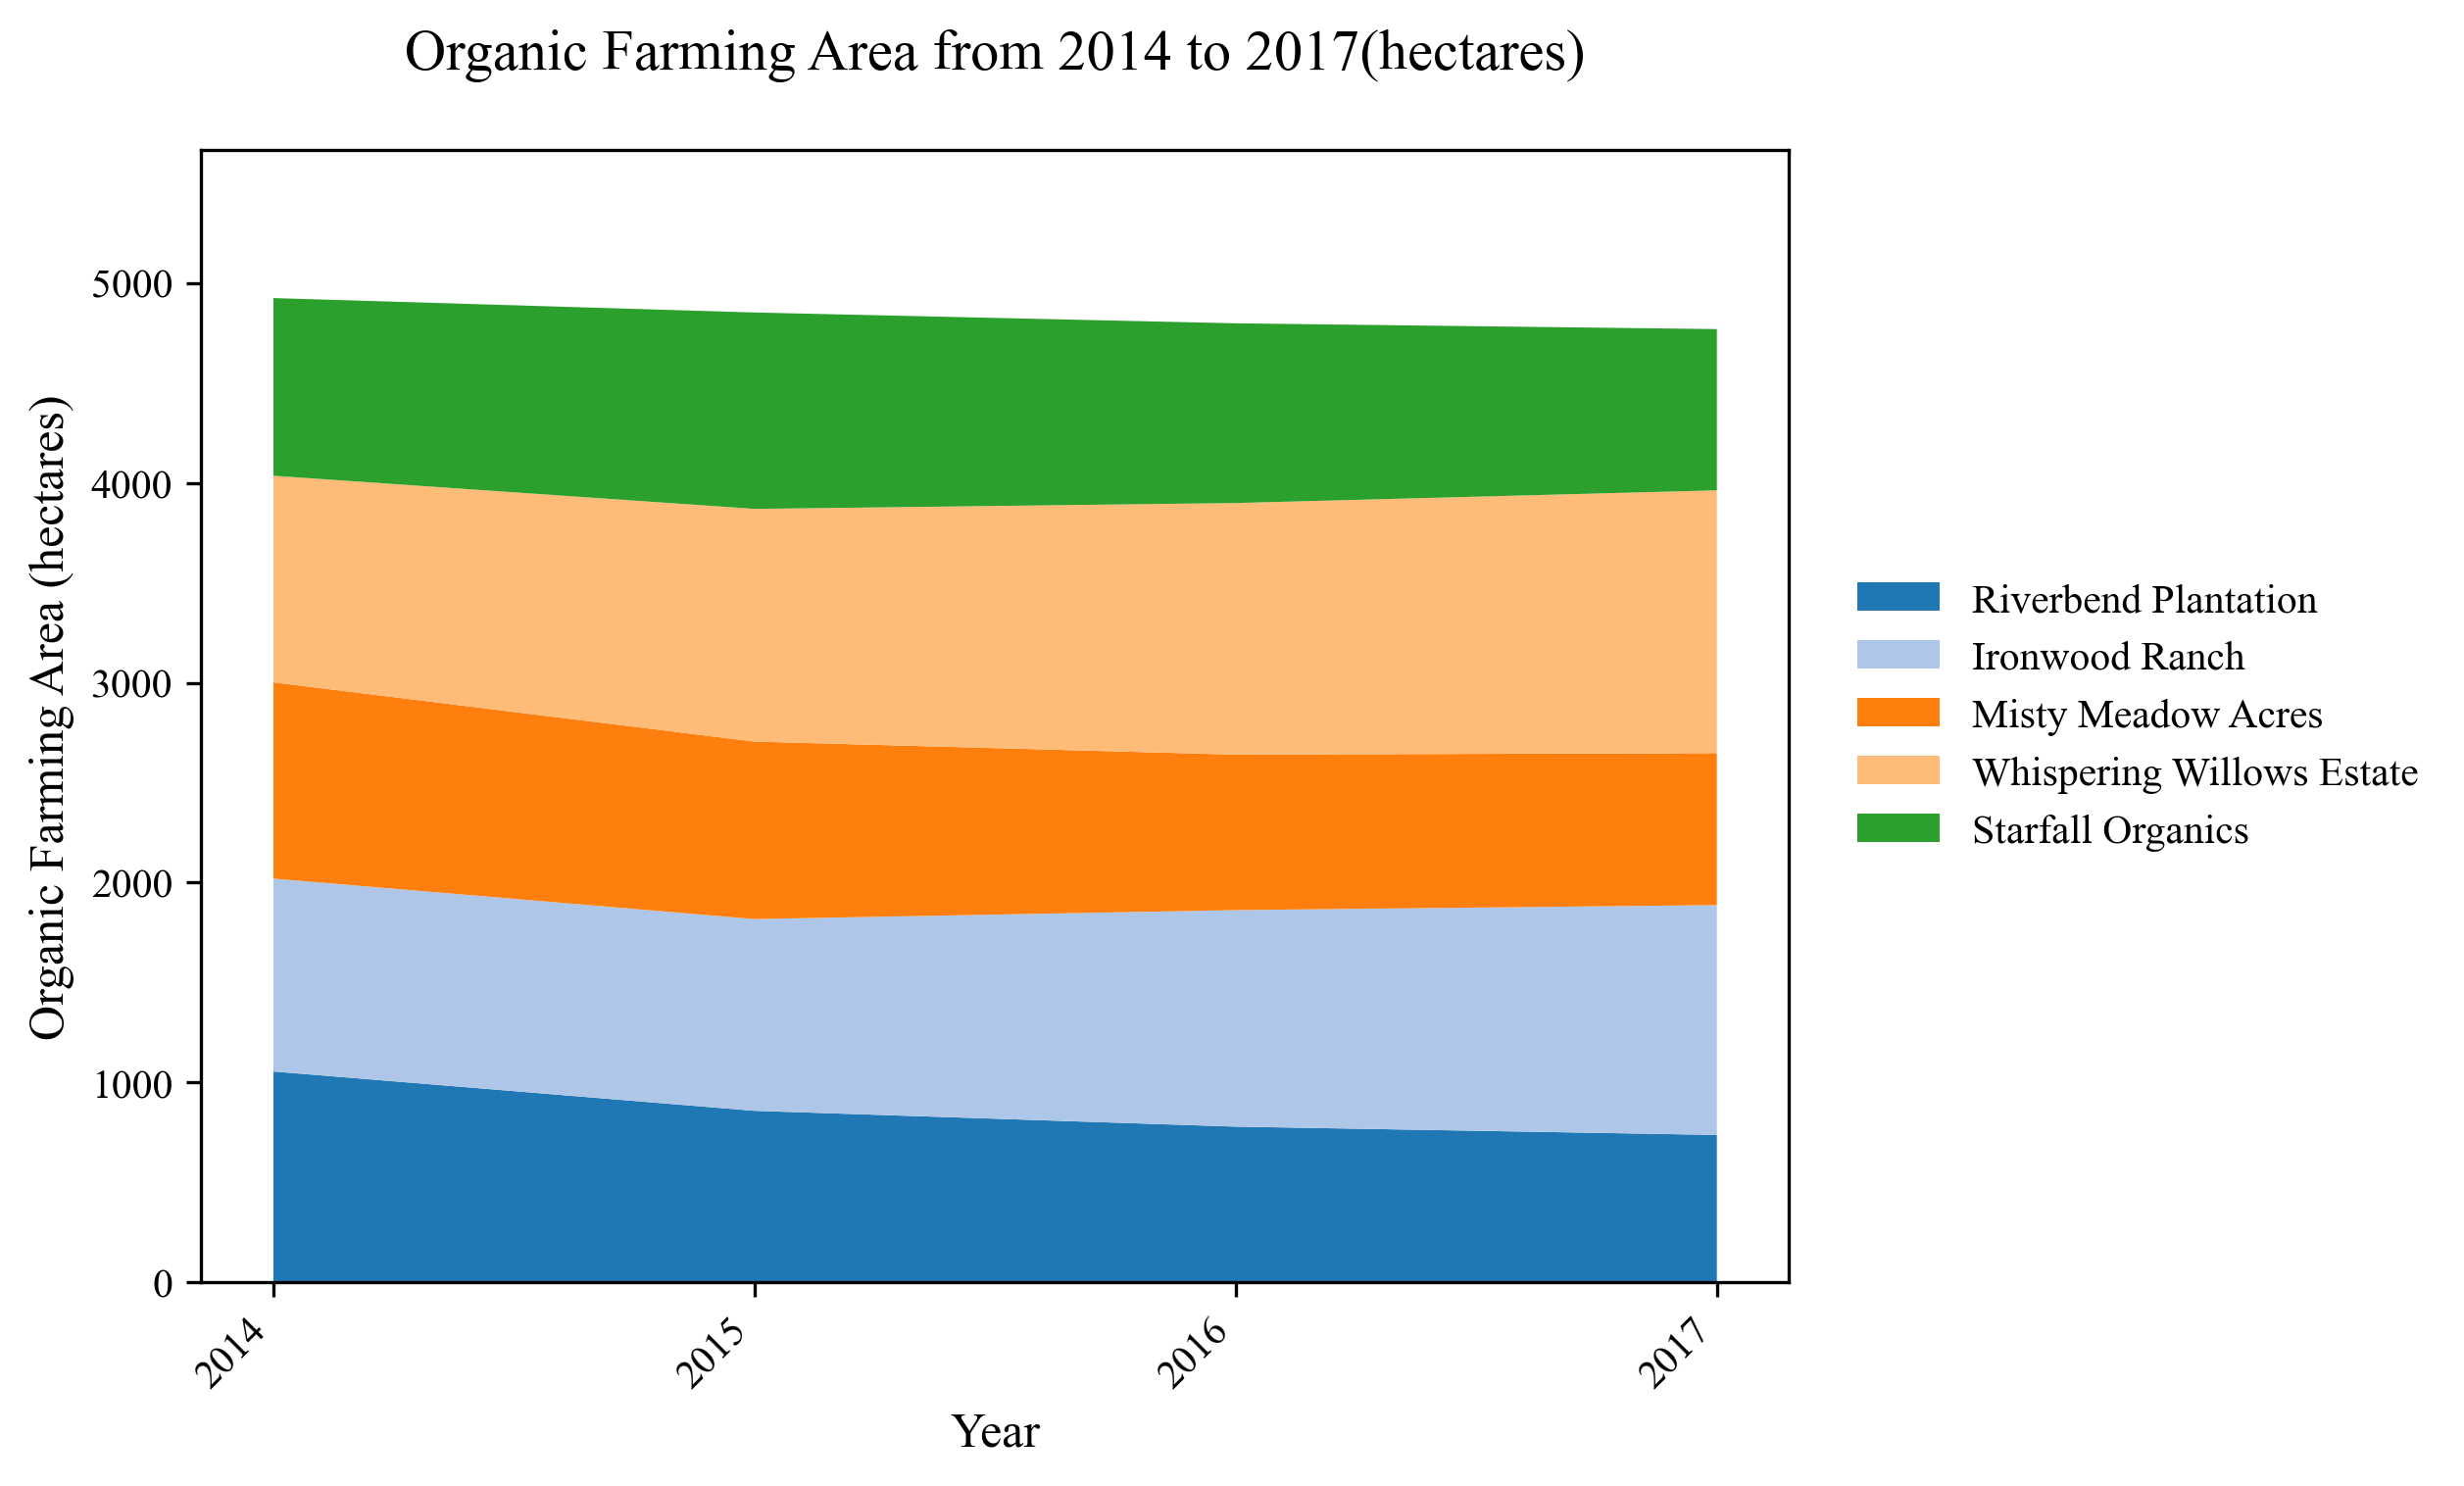 Organic Farming Area from 2014 to 2017(hectares)
Organic Farming Area (hectares)
5000
4000
3000
2000
1000
0
2014
2015
2016
2017
Year
Riverbend Plantation
Ironwood Ranch
Misty Meadow Acres
Whispering Willows Estate
Starfall Organics